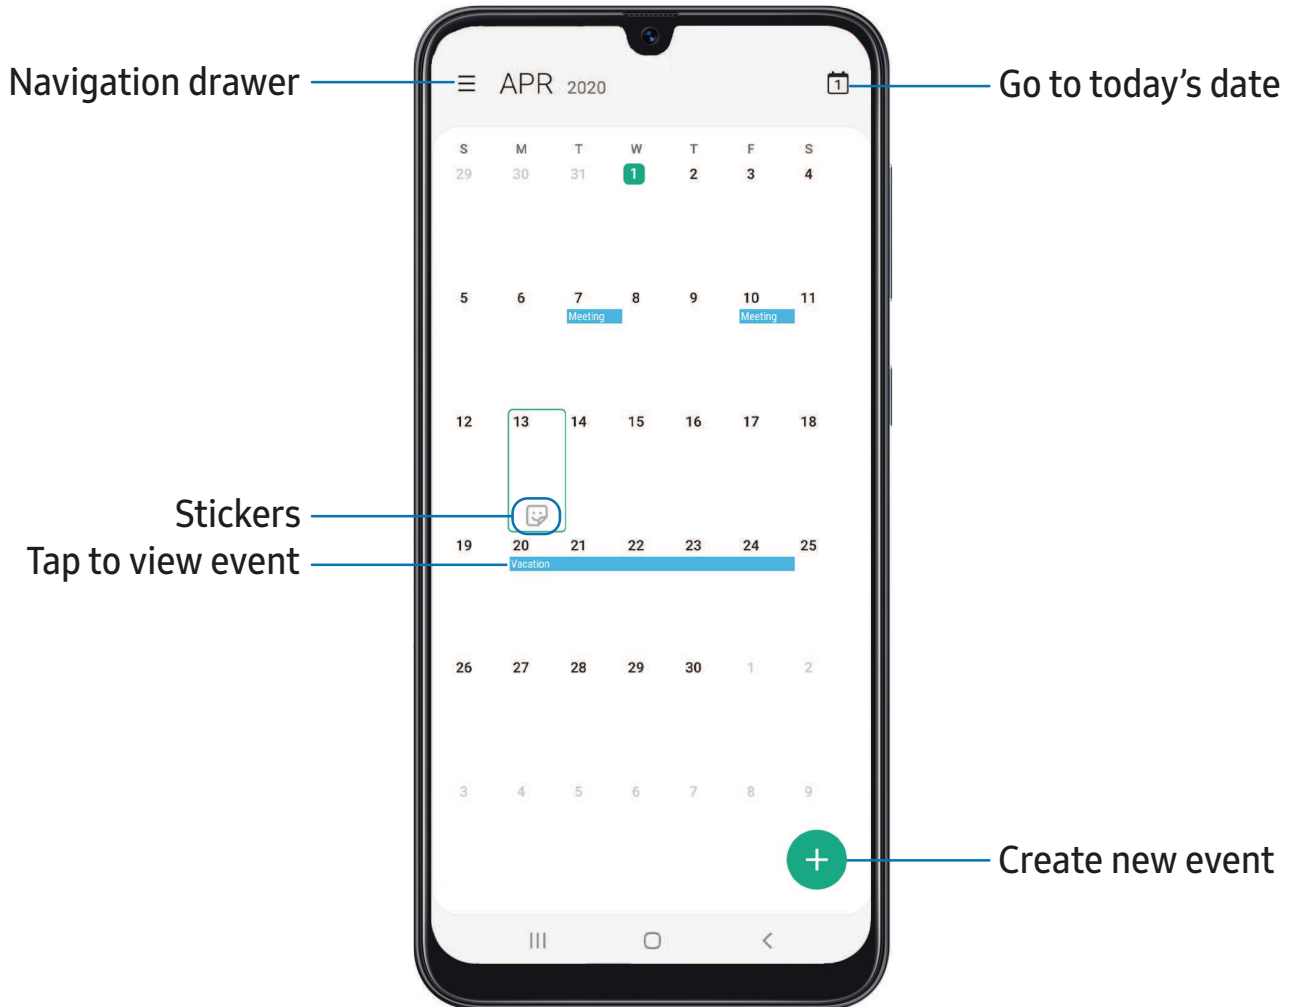 Navigation drawer
APR 2020
1
Go to today's date
S M T W T F S
29 30 31 1 2 3 4
5 6 7 8 9 10 11
Meeting Meeting
12 13 14 15 16 17 18
Stickers
19 20 21 22 23 24 25
Tap to view event
Vacation
26 27 28 29 30 1 2
3 4 5 6 7 8 9
Create new event